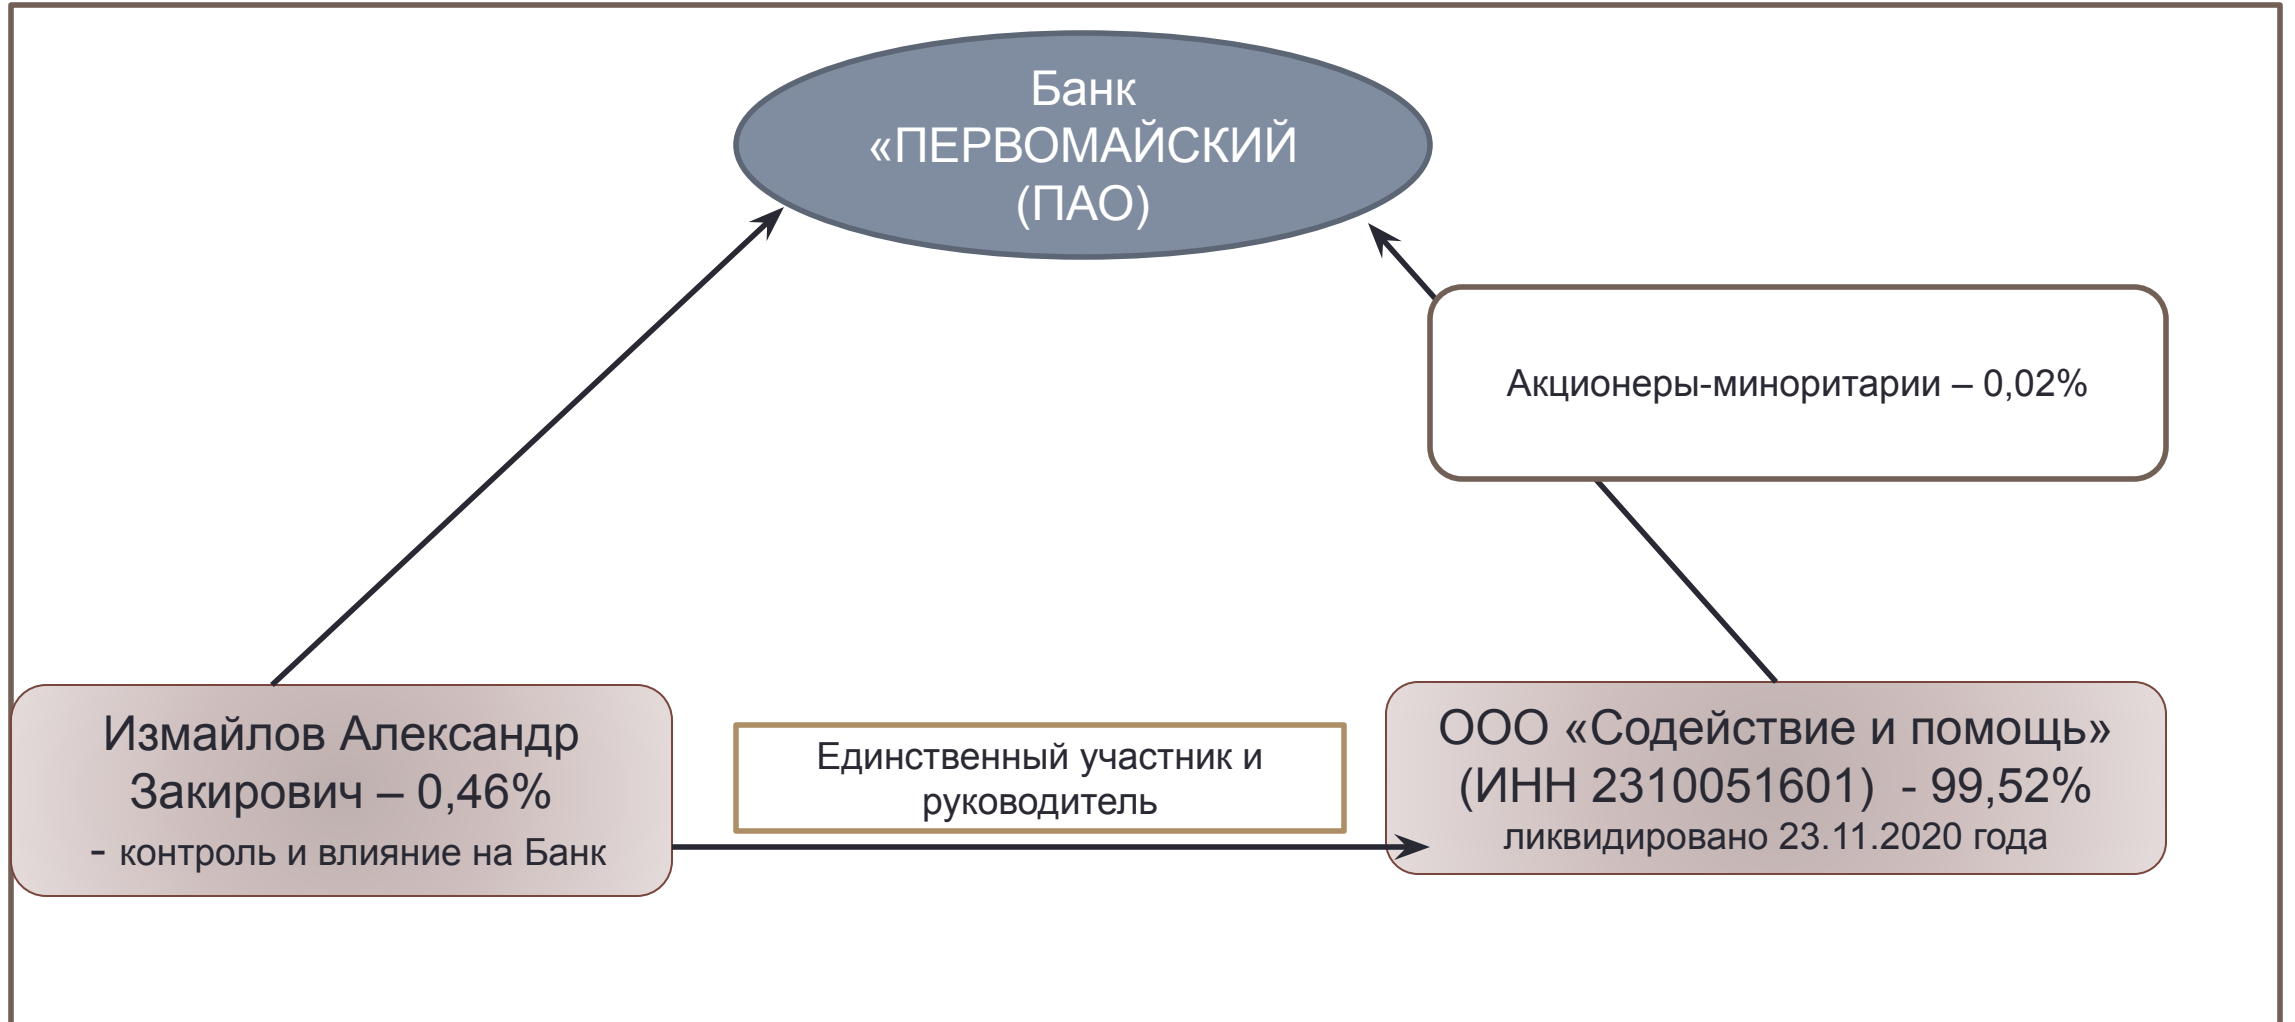 Банк
«ПЕРВОМАЙСКИЙ
(ПАО)
Акционеры-миноритарии – 0,02%
Измайлов Александр
Закирович – 0,46%
- контроль и влияние на Банк
Единственный участник и
руководитель
ООО «Содействие и помощь»
(ИНН 2310051601)  - 99,52%
ликвидировано 23.11.2020 года